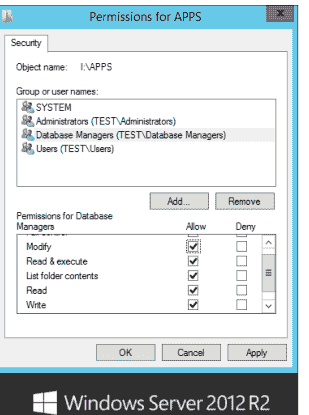 Permissions for APPS
Security
Object name: I:\APPS
Group or user names:
SYSTEM
Administrators (TEST\Administrators)
Database Managers (TEST\Database Managers)
Users (TEST\Users)
Add... Remove
Permissions for Database
Managers Allow Deny
Modify
Read & execute
List folder contents
Read
Write
OK Cancel Apply
Windows Server 2012 R2